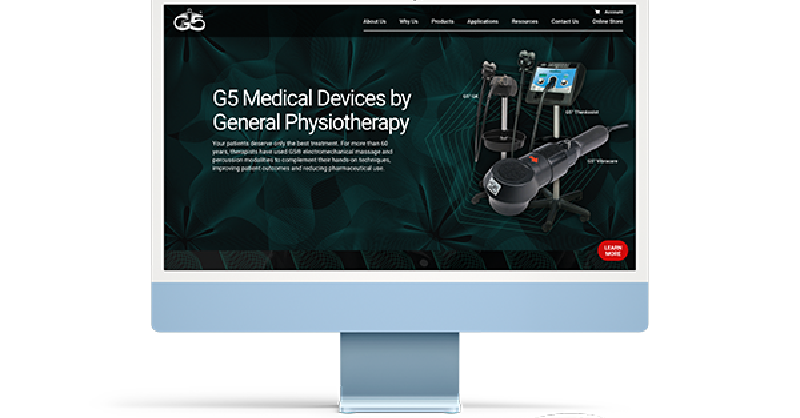 G5
Account
About Us Why Us Products Applications Resources Contact Us Online Store
G5 Medical Devices by
General Physiotherapy
Your patients deserve only the best treatment. For more than 60
years, therapists have used G5® electromechanical massage and
percussion modalities to complement their hands-on techniques,
improving patient outcomes and reducing pharmaceutical use.
G5® GK
G5® Thermassist
G5® Vibracare
LEARN
MORE